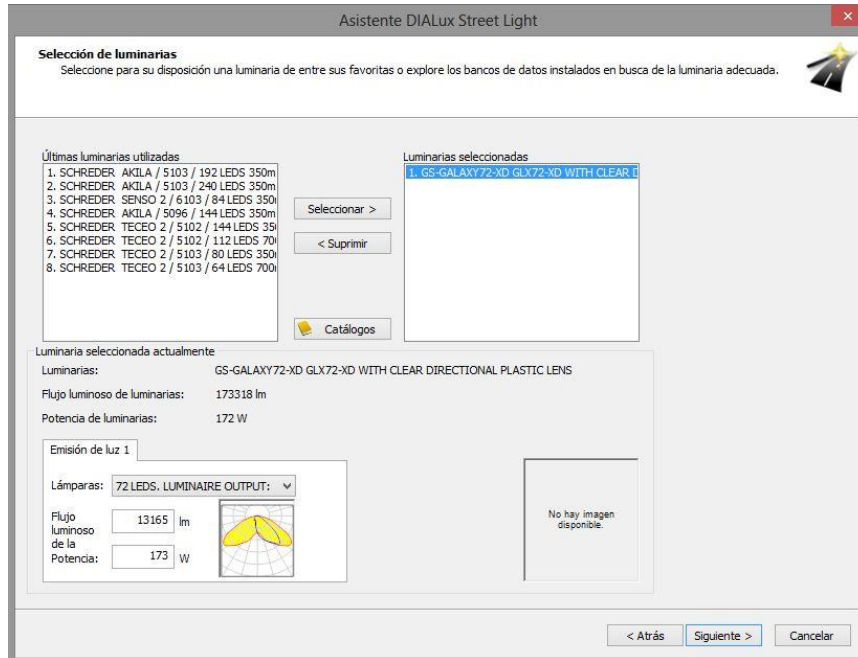 Asistente DIALux Street Light
Selección de luminarias
Seleccione para su disposición una luminaria de entre sus favoritas o explore los bancos de datos instalados en busca de la luminaria adecuada.
Últimas luminarias utilizadas
1. SCHREDER AKILA / 5103 / 192 LEDS 350m
2. SCHREDER AKILA / 5103 / 240 LEDS 350m
3. SCHREDER SENSO 2 / 6103 / 84 LEDS 350
4. SCHREDER AKILA / 5096 / 144 LEDS 350m
5. SCHREDER TECEO 2 / 5102 / 144 LEDS 35
6. SCHREDER TECEO 2 / 5102 / 112 LEDS 70
7. SCHREDER TECEO 2 / 5103 / 80 LEDS 350
8. SCHREDER TECEO 2 / 5103 / 64 LEDS 700
Seleccionar >
< Suprimir
Catálogos
Luminarias seleccionadas
1. GS-GALAXY72-XD GLX72-XD WITH CLEAR D
Luminaria seleccionada actualmente
Luminarias: GS-GALAXY72-XD GLX72-XD WITH CLEAR DIRECTIONAL PLASTIC LENS
Flujo luminoso de luminarias: 173318 lm
Potencia de luminarias: 172 W
Emisión de luz 1
Lámparas: 72 LEDS. LUMINAIRE OUTPUT:
Flujo
luminoso
de la
Potencia:
13165 lm
173 W
No hay imagen
disponible.
< Atrás
Siguiente >
Cancelar